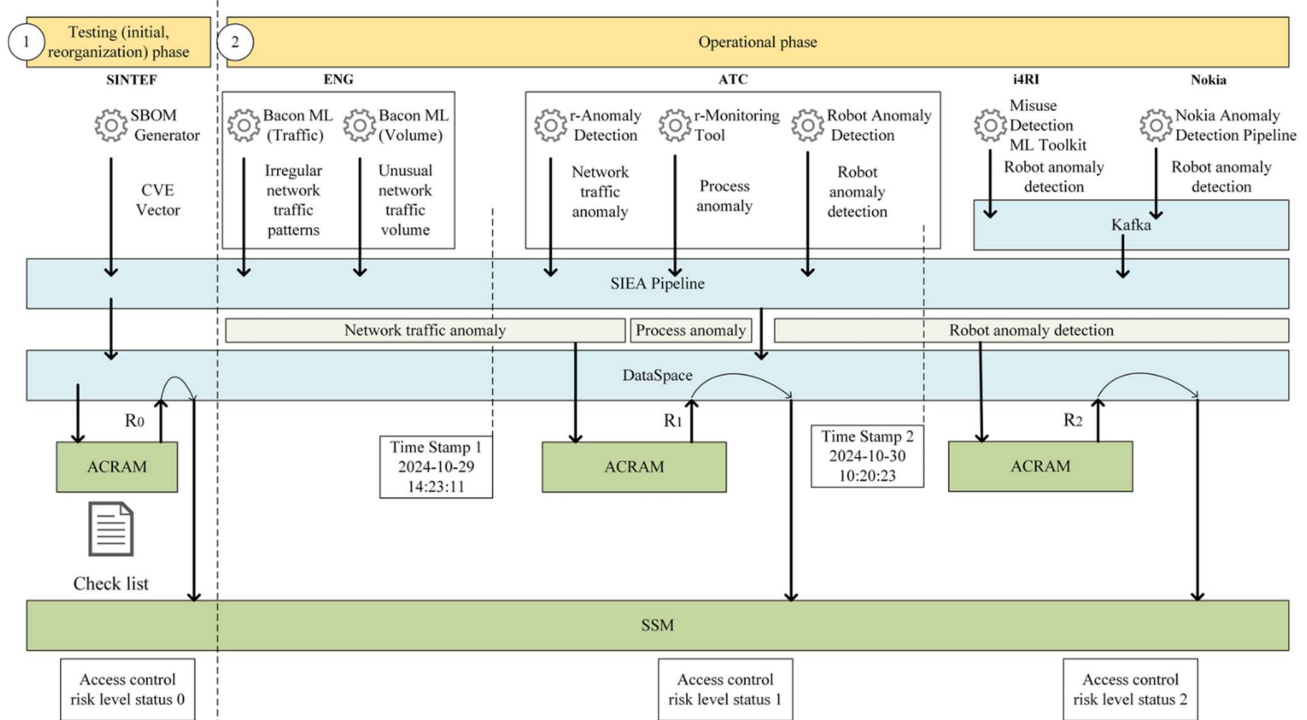 1
Testing (initial,
reorganization) phase
2
Operational phase
SINTEF
ENG
ATC
i4RI
Nokia
SBOM
Generator
Bacon ML
(Traffic)
Bacon ML
(Volume)
r-Anomaly
Detection
r-Monitoring
Tool
Robot Anomaly
Detection
Misuse
Detection
ML Toolkit
Nokia Anomaly
Detection Pipeline
CVE
Vector
Irregular
network
traffic
patterns
Unusual
network
traffic
volume
Network
traffic
anomaly
Process
anomaly
Robot
anomaly
detection
Robot anomaly
detection
Robot anomaly
detection
Kafka
SIEA Pipeline
Network traffic anomaly
Process anomaly
Robot anomaly detection
DataSpace
R0
R1
R2
ACRAM
Time Stamp 1
2024-10-29
14:23:11
ACRAM
Time Stamp 2
2024-10-30
10:20:23
ACRAM
Check list
SSM
Access control
risk level status 0
Access control
risk level status 1
Access control
risk level status 2